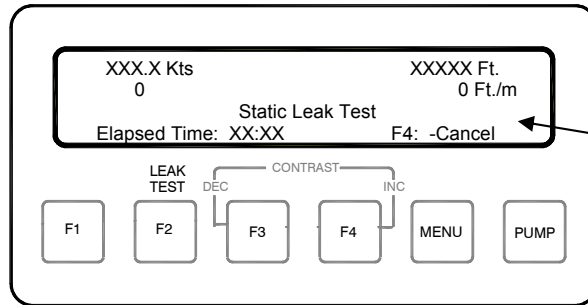 XXX.X Kts XXXXX Ft.
0 0 Ft./m
Static Leak Test
Elapsed Time: XX:XX F4: -Cancel
LEAK TEST
DEC CONTRAST INC
F1 F2 F3 F4 MENU PUMP